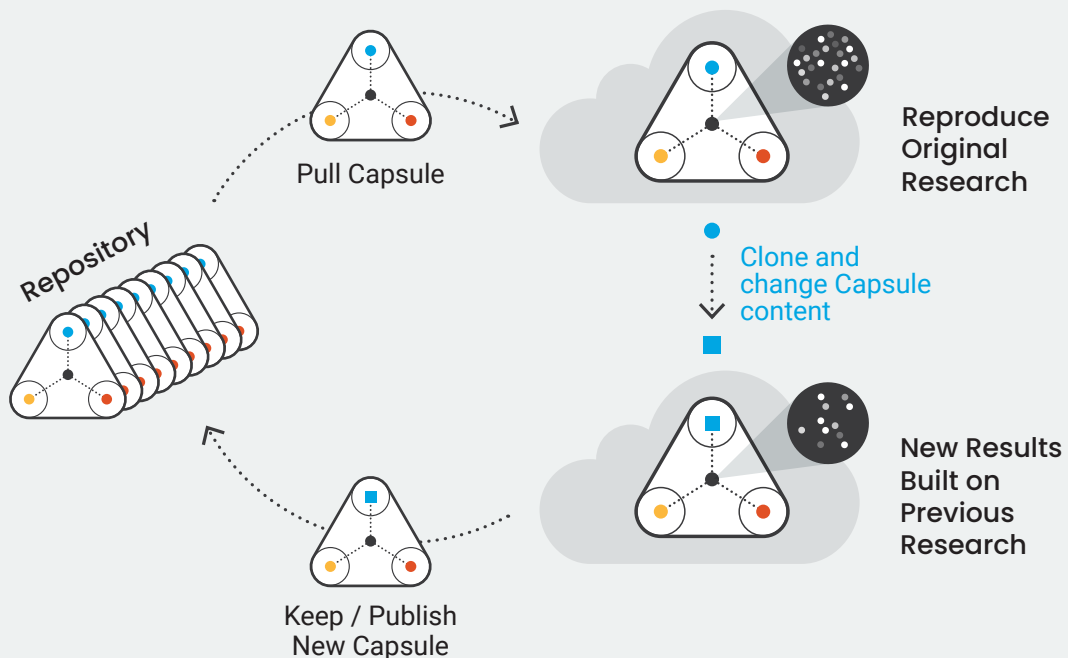 Pull Capsule
Reproduce
Original
Research
Repository
Clone and
change Capsule
content
New Results
Built on
Previous
Research
Keep / Publish
New Capsule